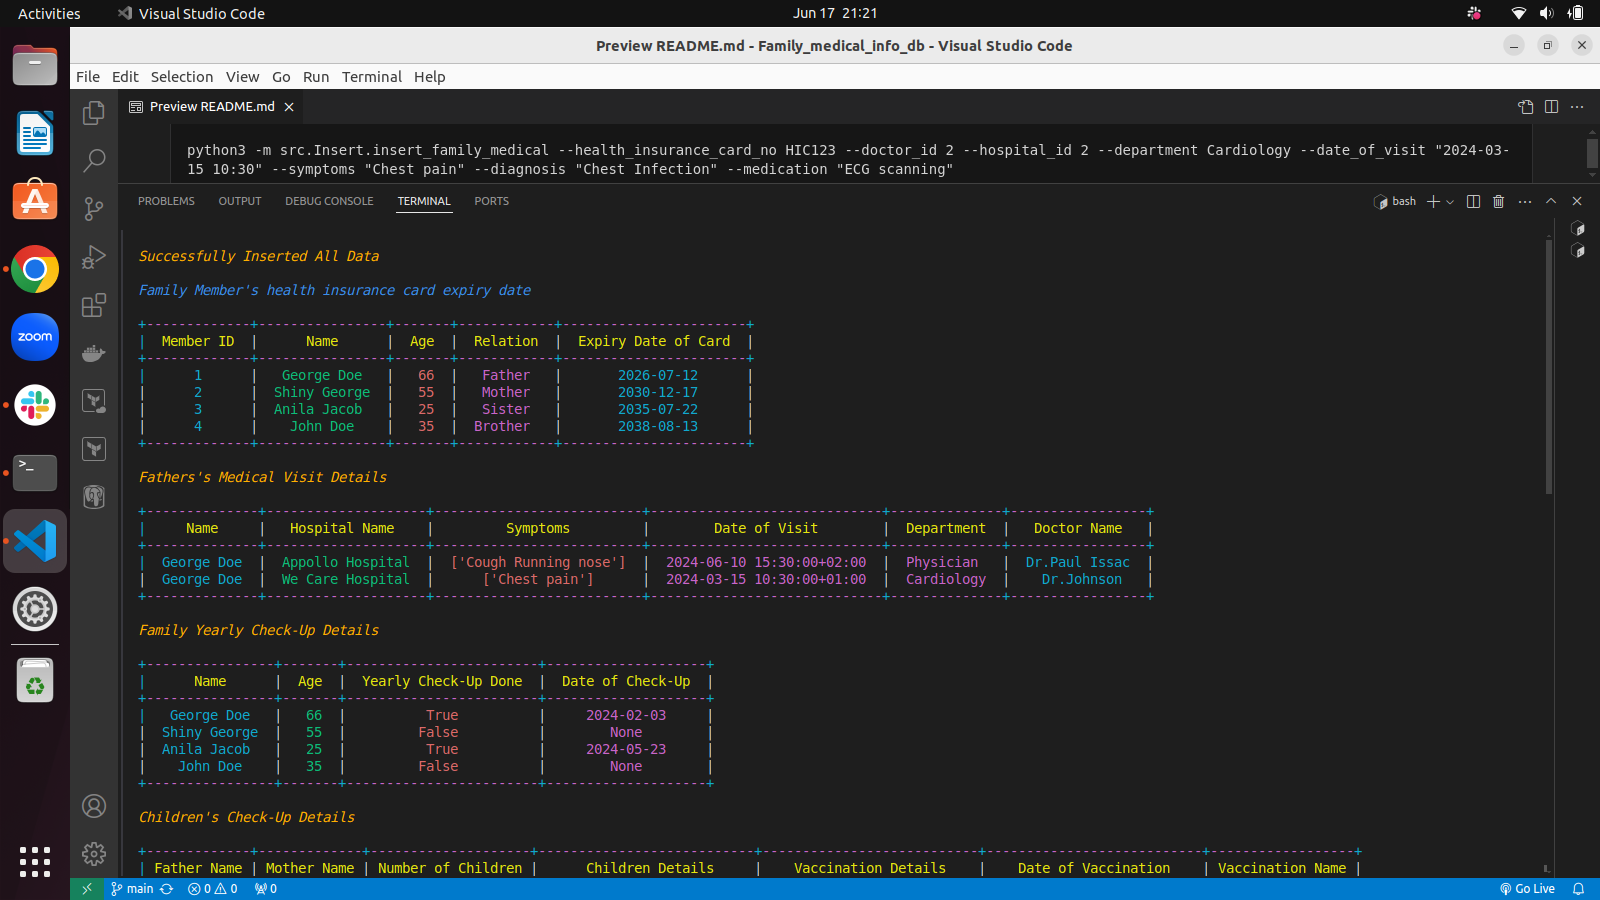 Activities Visual Studio Code Jun 17 21:21
Preview README.md - Family_medical_info_db - Visual Studio Code
File Edit Selection View Go Run Terminal Help
Preview README.md
python3 -m src.Insert.insert_family_medical --health_insurance_card_no HIC123 --doctor_id 2 --hospital_id 2 --department Cardiology --date_of_visit "2024-03-
15 10:30" --symptoms "Chest pain" --diagnosis "Chest Infection" --medication "ECG scanning"
PROBLEMS OUTPUT DEBUG CONSOLE TERMINAL PORTS bash
Successfully Inserted All Data
Family Member's health insurance card expiry date
| Member ID | Name | Age | Relation | Expiry Date of Card |
| 1 | George Doe | 66 | Father | 2026-07-12 |
| 2 | Shiny George | 55 | Mother | 2030-12-17 |
| 3 | Anila Jacob | 25 | Sister | 2035-07-22 |
| 4 | John Doe | 35 | Brother | 2038-08-13 |
Fathers's Medical Visit Details
| Name | Hospital Name | Symptoms | Date of Visit | Department | Doctor Name |
| George Doe | Appollo Hospital | ['Cough Running nose'] | 2024-06-10 15:30:00+02:00 | Physician | Dr.Paul Issac |
| George Doe | We Care Hospital | ['Chest pain'] | 2024-03-15 10:30:00+01:00 | Cardiology | Dr.Johnson |
Family Yearly Check-Up Details
| Name | Age | Yearly Check-Up Done | Date of Check-Up |
| George Doe | 66 | True | 2024-02-03 |
| Shiny George | 55 | False | None |
| Anila Jacob | 25 | True | 2024-05-23 |
| John Doe | 35 | False | None |
Children's Check-Up Details
| Father Name | Mother Name | Number of Children | Children Details | Vaccination Details | Date of Vaccination | Vaccination Name |
main 0 0 0 Go Live
zoom
>_